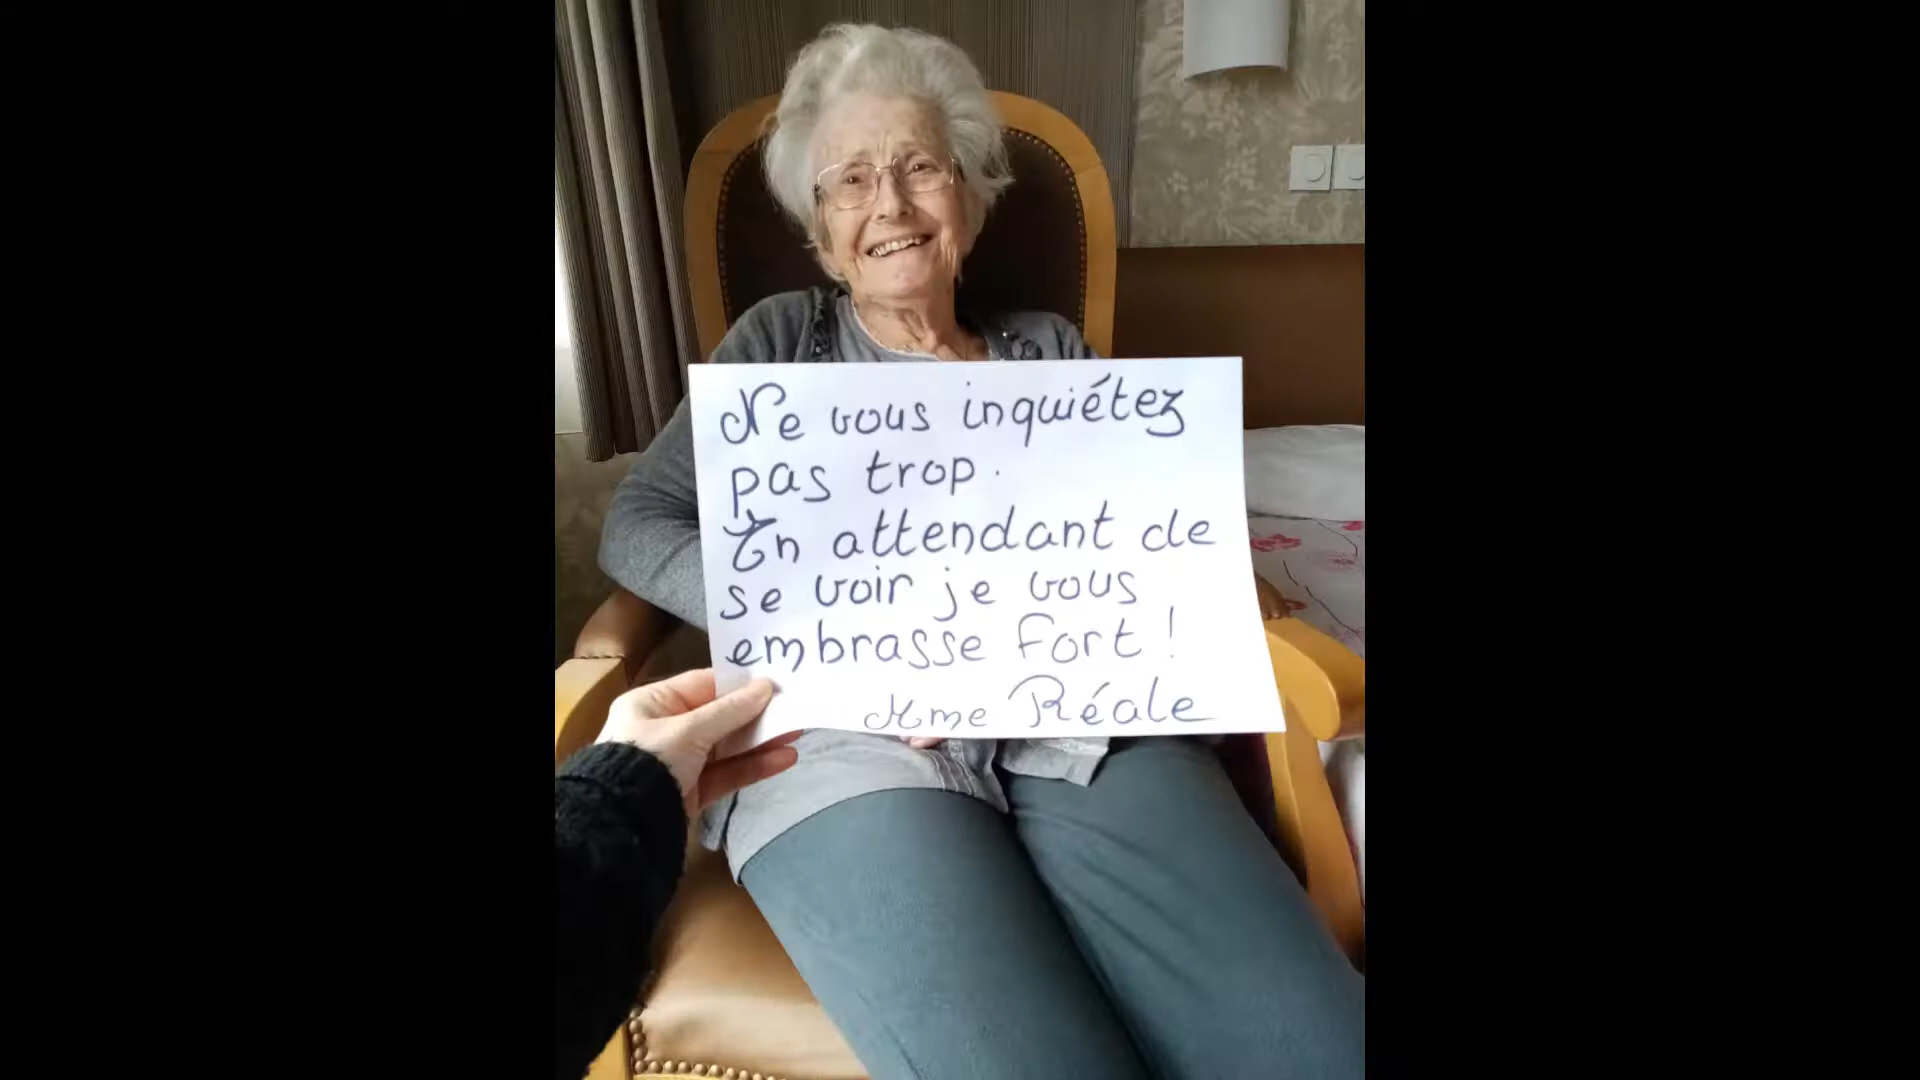 Ne vous inquiétez
pas trop.
En attendant de
se voir je vous
embrasse fort !
Mme Réale